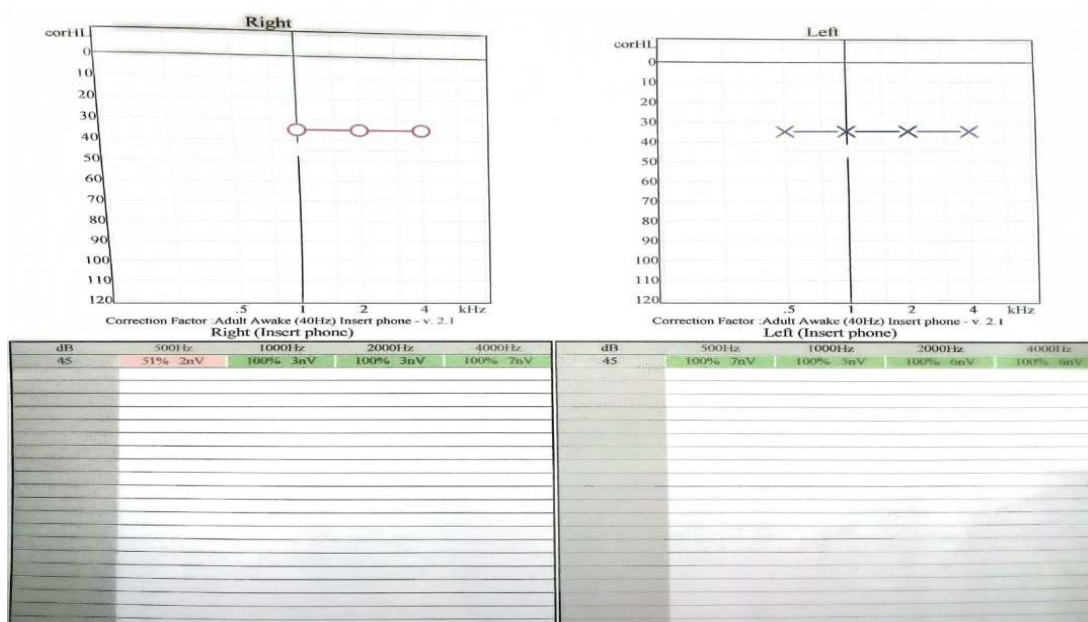 Right
corHL
0
10
20
30
40
50
60
70
80
90
100
110
120
.5 1 2 4 kHz
Correction Factor :Adult Awake (40Hz) Insert phone - v. 2.1
Right (Insert phone)
dB 500Hz 1000Hz 2000Hz 4000Hz
45 51% 2nV 100% 3nV 100% 3nV 100% 7nV
Left
corHL
0
10
20
30
40
50
60
70
80
90
100
110
120
.5 1 2 4 kHz
Correction Factor :Adult Awake (40Hz) Insert phone - v. 2.1
Left (Insert phone)
dB 500Hz 1000Hz 2000Hz 4000Hz
45 100% 7nV 100% 5nV 100% 6nV 100% 6nV